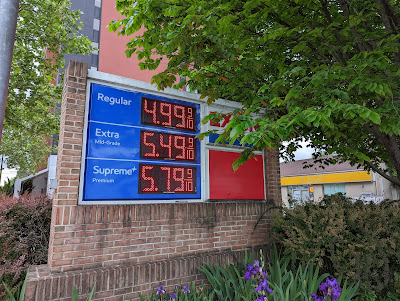 Regular 4.99 9/10
Extra 5.49 9/10
Mid-Grade
Supreme+ 5.79 9/10
Premium